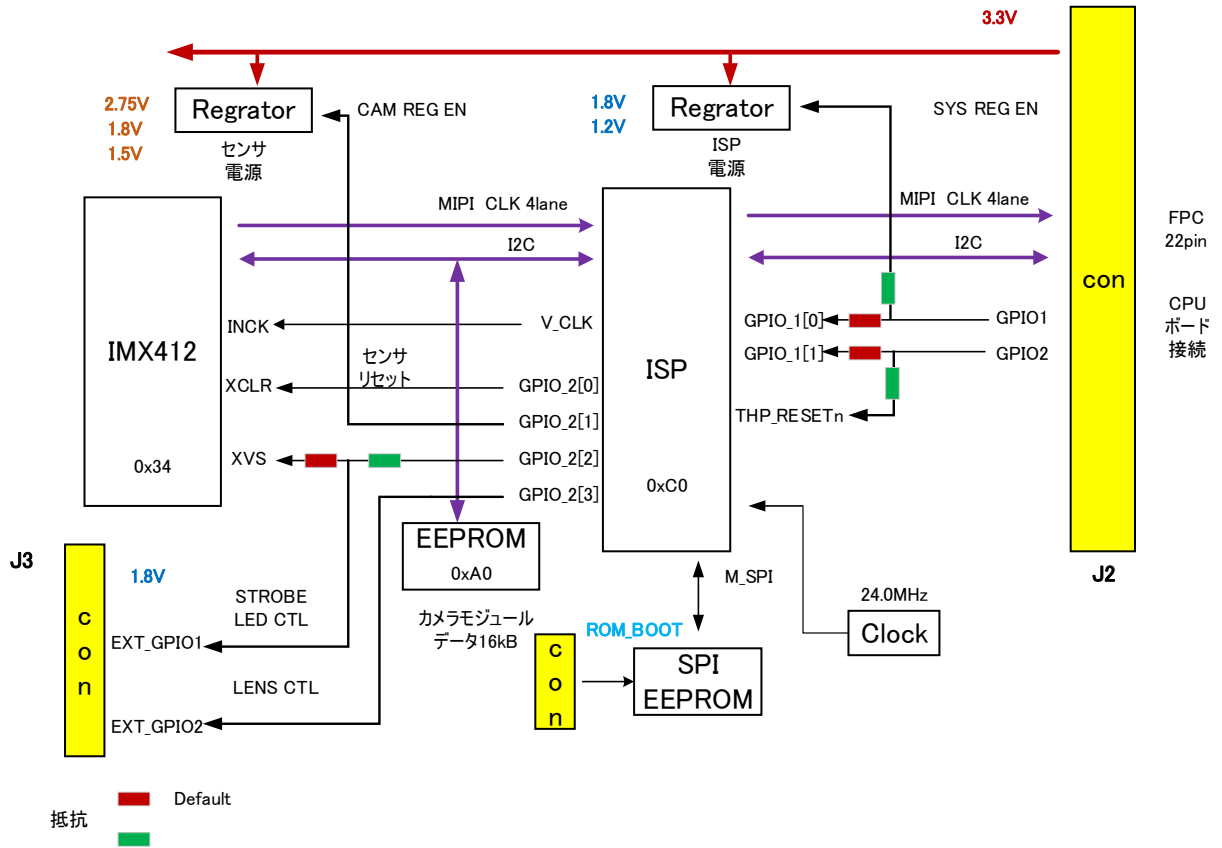 3.3V
Regrator
CAM REG EN
2.75V
1.8V
1.5V
センサ
電源
1.8V
1.2V
Regrator
SYS REG EN
ISP
電源
MIPI CLK 4lane
I2C
MIPI CLK 4lane
I2C
FPC
22pin
CPU
ボード
接続
con
J2
IMX412
0x34
INCK
XCLR
XVS
センサ
リセット
V_CLK
GPIO_2[0]
GPIO_2[1]
GPIO_2[2]
GPIO_2[3]
ISP
0xC0
GPIO_1[0]
GPIO_1[1]
THP_RESETn
GPIO1
GPIO2
EEPROM
0xA0
カメラモジュール
データ16kB
J3
1.8V
c
o
n
STROBE
LED CTL
EXT_GPIO1
LENS CTL
EXT_GPIO2
M_SPI
ROM_BOOT
c
o
n
SPI
EEPROM
24.0MHz
Clock
抵抗
Default